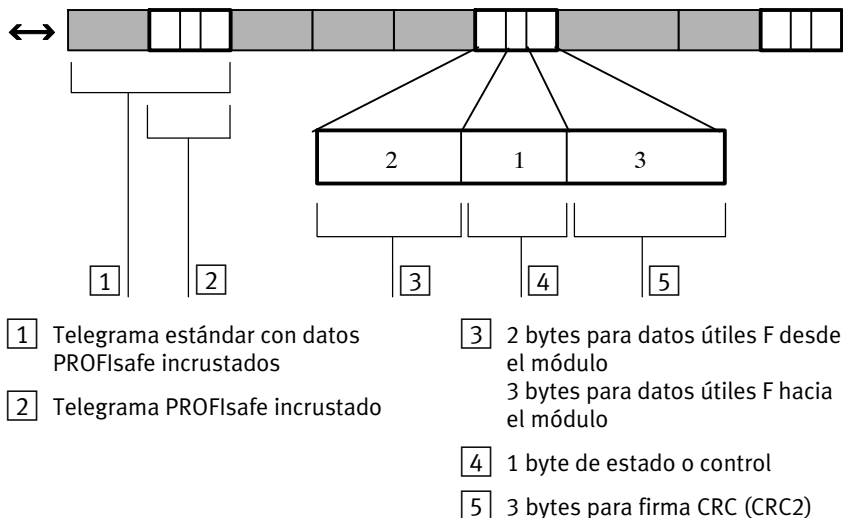 2 1 3
1 2 3 4 5
1 Telegrama estándar con datos
PROFIsafe incrustados
2 Telegrama PROFIsafe incrustado
3 2 bytes para datos útiles F desde
el módulo
3 bytes para datos útiles F hacia
el módulo
4 1 byte de estado o control
5 3 bytes para firma CRC (CRC2)